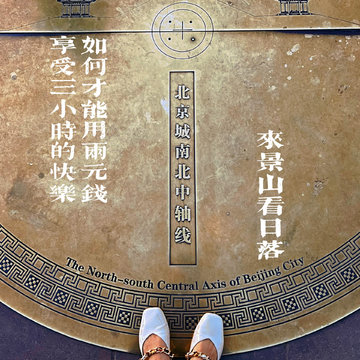 如何才能用兩元錢
享受三小時的快樂
北京城南北中轴线
來景山看日落
The North-south Central Axis of Beijing City